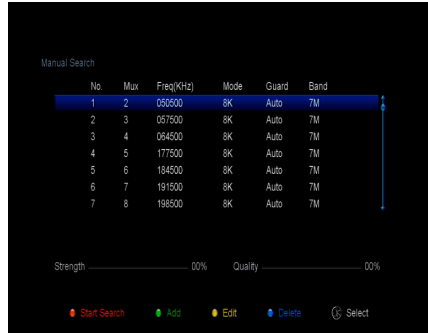 Manual Search
No. Mux Freq(KHz) Mode Guard Band
1 2 050500 8K Auto 7M
2 3 057500 8K Auto 7M
3 4 064500 8K Auto 7M
4 5 177500 8K Auto 7M
5 6 184500 8K Auto 7M
6 7 191500 8K Auto 7M
7 8 198500 8K Auto 7M
Strength 00% Quality 00%
Start Search Add Edit Delete Select